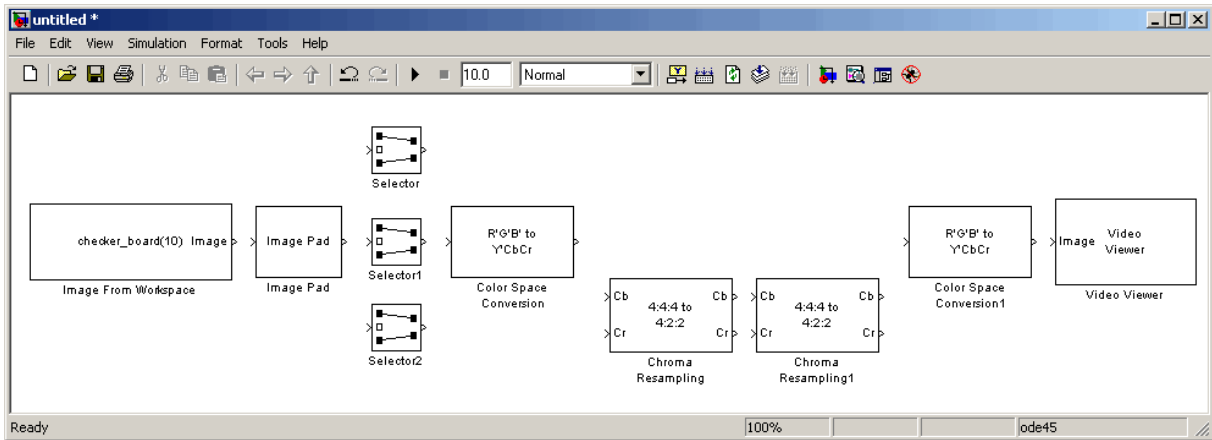 untitled *
File Edit View Simulation Format Tools Help
10.0 Normal
Selector
checker_board(10) Image
Image From Workspace
Image Pad
Image Pad
Selector1
Selector2
R'G'B' to
Y'CbCr
Color Space
Conversion
Cb Cb
4:4:4 to
4:2:2
Cr Cr
Chroma
Resampling
Cb Cb
4:4:4 to
4:2:2
Cr Cr
Chroma
Resampling1
R'G'B' to
Y'CbCr
Color Space
Conversion1
Image
Video
Viewer
Video Viewer
Ready 100% ode45